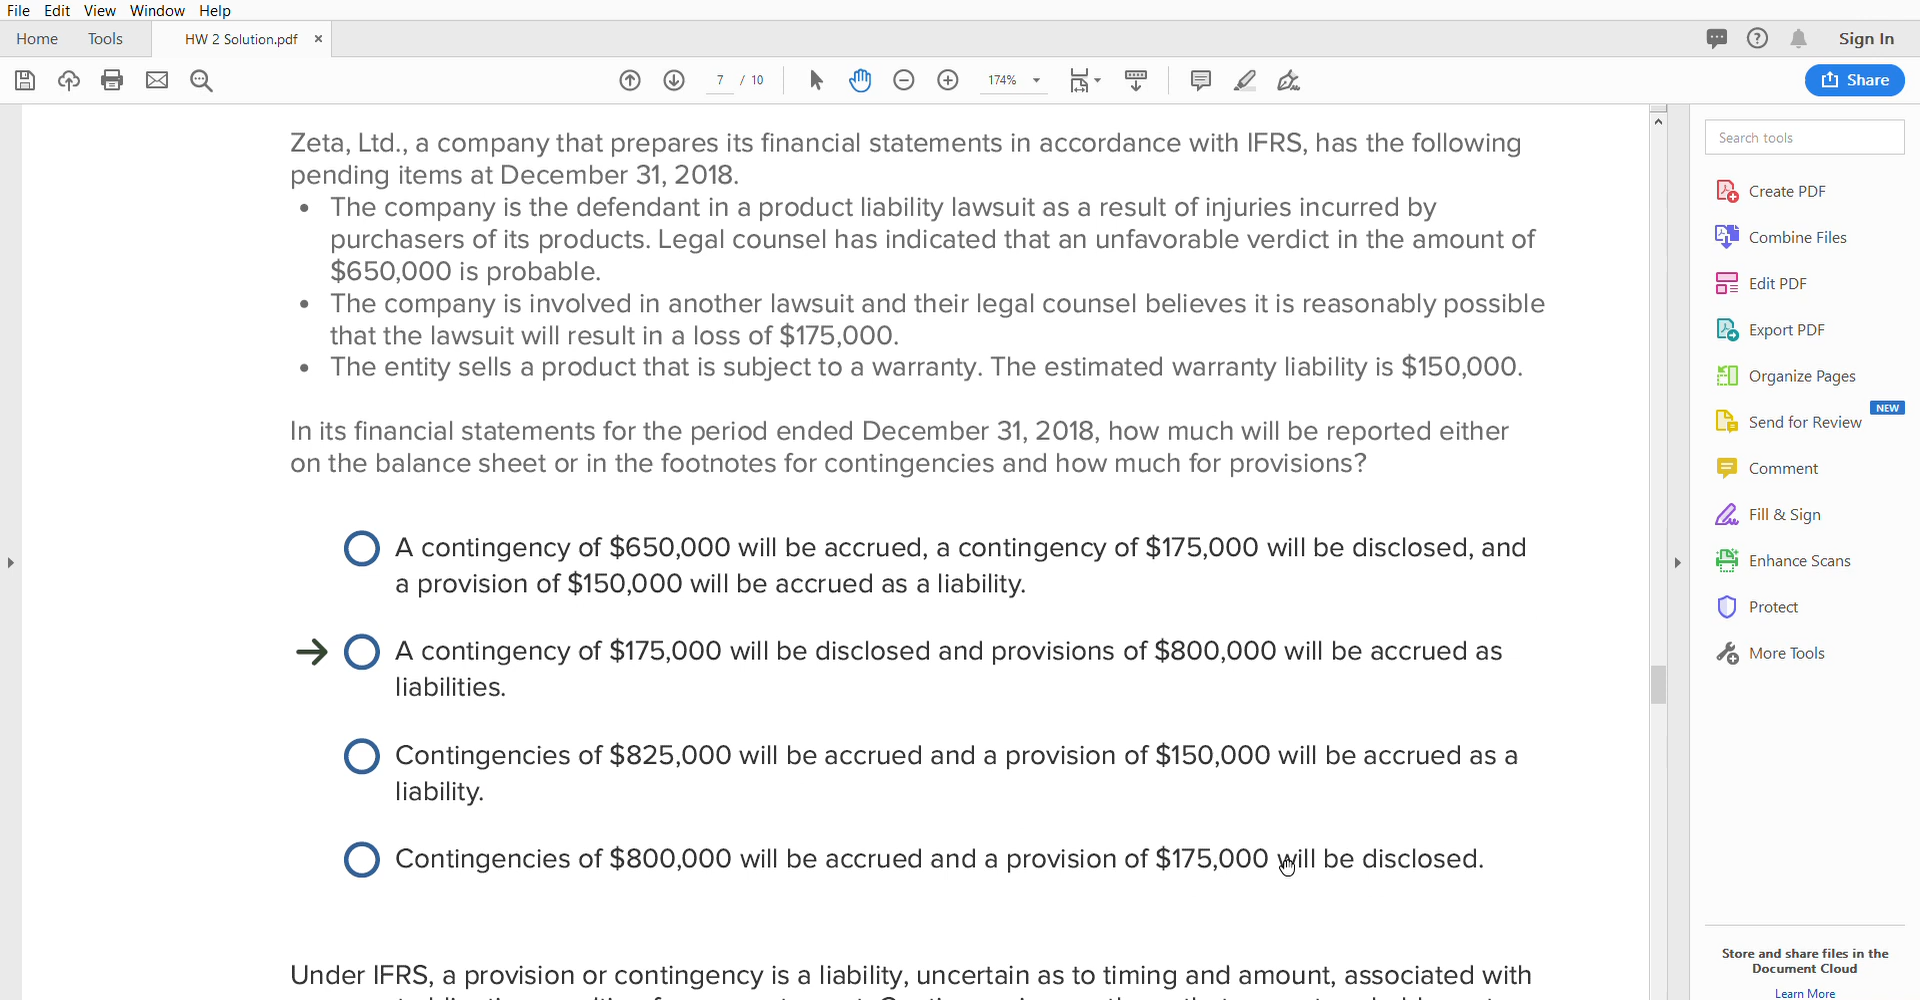 File Edit View Window Help
Home Tools HW 2 Solution.pdf ×
Sign In
7 / 10 174% Share
Zeta, Ltd., a company that prepares its financial statements in accordance with IFRS, has the following
pending items at December 31, 2018.
• The company is the defendant in a product liability lawsuit as a result of injuries incurred by
purchasers of its products. Legal counsel has indicated that an unfavorable verdict in the amount of
$650,000 is probable.
• The company is involved in another lawsuit and their legal counsel believes it is reasonably possible
that the lawsuit will result in a loss of $175,000.
• The entity sells a product that is subject to a warranty. The estimated warranty liability is $150,000.
In its financial statements for the period ended December 31, 2018, how much will be reported either
on the balance sheet or in the footnotes for contingencies and how much for provisions?
A contingency of $650,000 will be accrued, a contingency of $175,000 will be disclosed, and
a provision of $150,000 will be accrued as a liability.
→ A contingency of $175,000 will be disclosed and provisions of $800,000 will be accrued as
liabilities.
Contingencies of $825,000 will be accrued and a provision of $150,000 will be accrued as a
liability.
Contingencies of $800,000 will be accrued and a provision of $175,000 will be disclosed.
Under IFRS, a provision or contingency is a liability, uncertain as to timing and amount, associated with
Search tools
Create PDF
Combine Files
Edit PDF
Export PDF
Organize Pages
NEW
Send for Review
Comment
Fill & Sign
Enhance Scans
Protect
More Tools
Store and share files in the
Document Cloud
Learn More